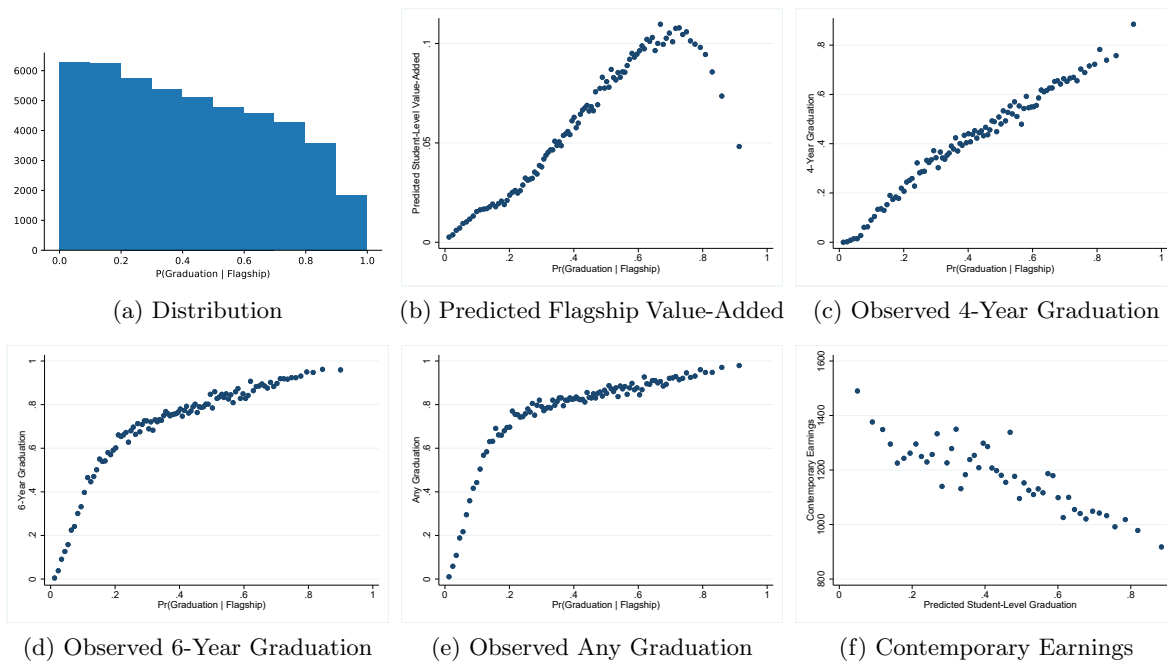 6000
5000
4000
3000
2000
1000
0
0.0 0.2 0.4 0.6 0.8 1.0
P(Graduation | Flagship)
(a) Distribution
Predicted Student-Level Value-Added
.1
.05
0
0 .2 .4 .6 .8 1
Pr(Graduation | Flagship)
(b) Predicted Flagship Value-Added
4-Year Graduation
.8
.6
.4
.2
0
0 .2 .4 .6 .8 1
Pr(Graduation | Flagship)
(c) Observed 4-Year Graduation
6-Year Graduation
1
.8
.6
.4
.2
0
0 .2 .4 .6 .8 1
Pr(Graduation | Flagship)
(d) Observed 6-Year Graduation
Any Graduation
1
.8
.6
.4
.2
0
0 .2 .4 .6 .8 1
Pr(Graduation | Flagship)
(e) Observed Any Graduation
Contemporary Earnings
1600
1400
1200
1000
800
0 .2 .4 .6 .8
Predicted Student-Level Graduation
(f) Contemporary Earnings